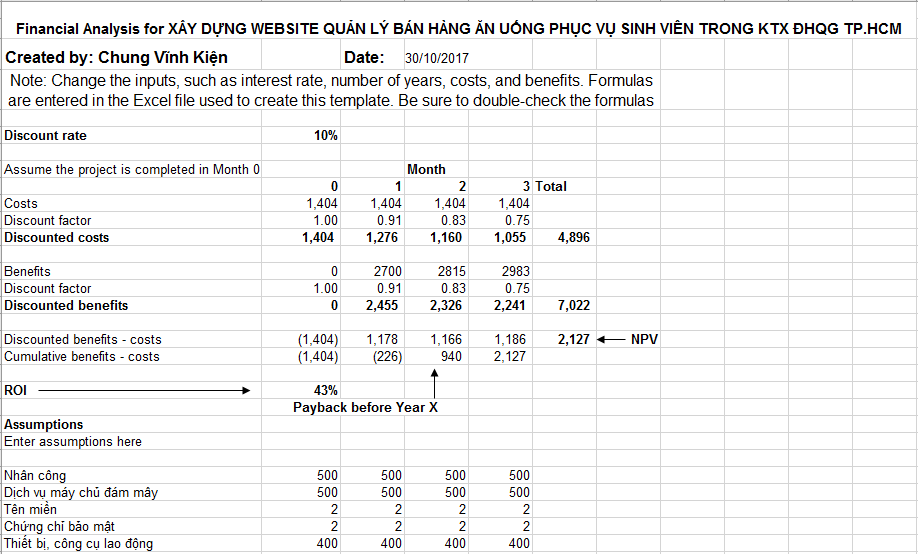 Financial Analysis for XÂY DỰNG WEBSITE QUẢN LÝ BÁN HÀNG ĂN UỐNG PHỤC VỤ SINH VIÊN TRONG KTX ĐHQG TP.HCM
Created by: Chung Vĩnh Kiện Date: 30/10/2017
Note: Change the inputs, such as interest rate, number of years, costs, and benefits. Formulas
are entered in the Excel file used to create this template. Be sure to double-check the formulas
Discount rate 10%
Assume the project is completed in Month 0 Month
0 1 2 3 Total
Costs 1,404 1,404 1,404 1,404
Discount factor 1.00 0.91 0.83 0.75
Discounted costs 1,404 1,276 1,160 1,055 4,896
Benefits 0 2700 2815 2983
Discount factor 1.00 0.91 0.83 0.75
Discounted benefits 0 2,455 2,326 2,241 7,022
Discounted benefits - costs (1,404) 1,178 1,166 1,186 2,127 NPV
Cumulative benefits - costs (1,404) (226) 940 2,127
ROI 43%
Payback before Year X
Assumptions
Enter assumptions here
Nhân công 500 500 500 500
Dịch vụ máy chủ đám mây 500 500 500 500
Tên miền 2 2 2 2
Chứng chỉ bảo mật 2 2 2 2
Thiết bị, công cụ lao động 400 400 400 400